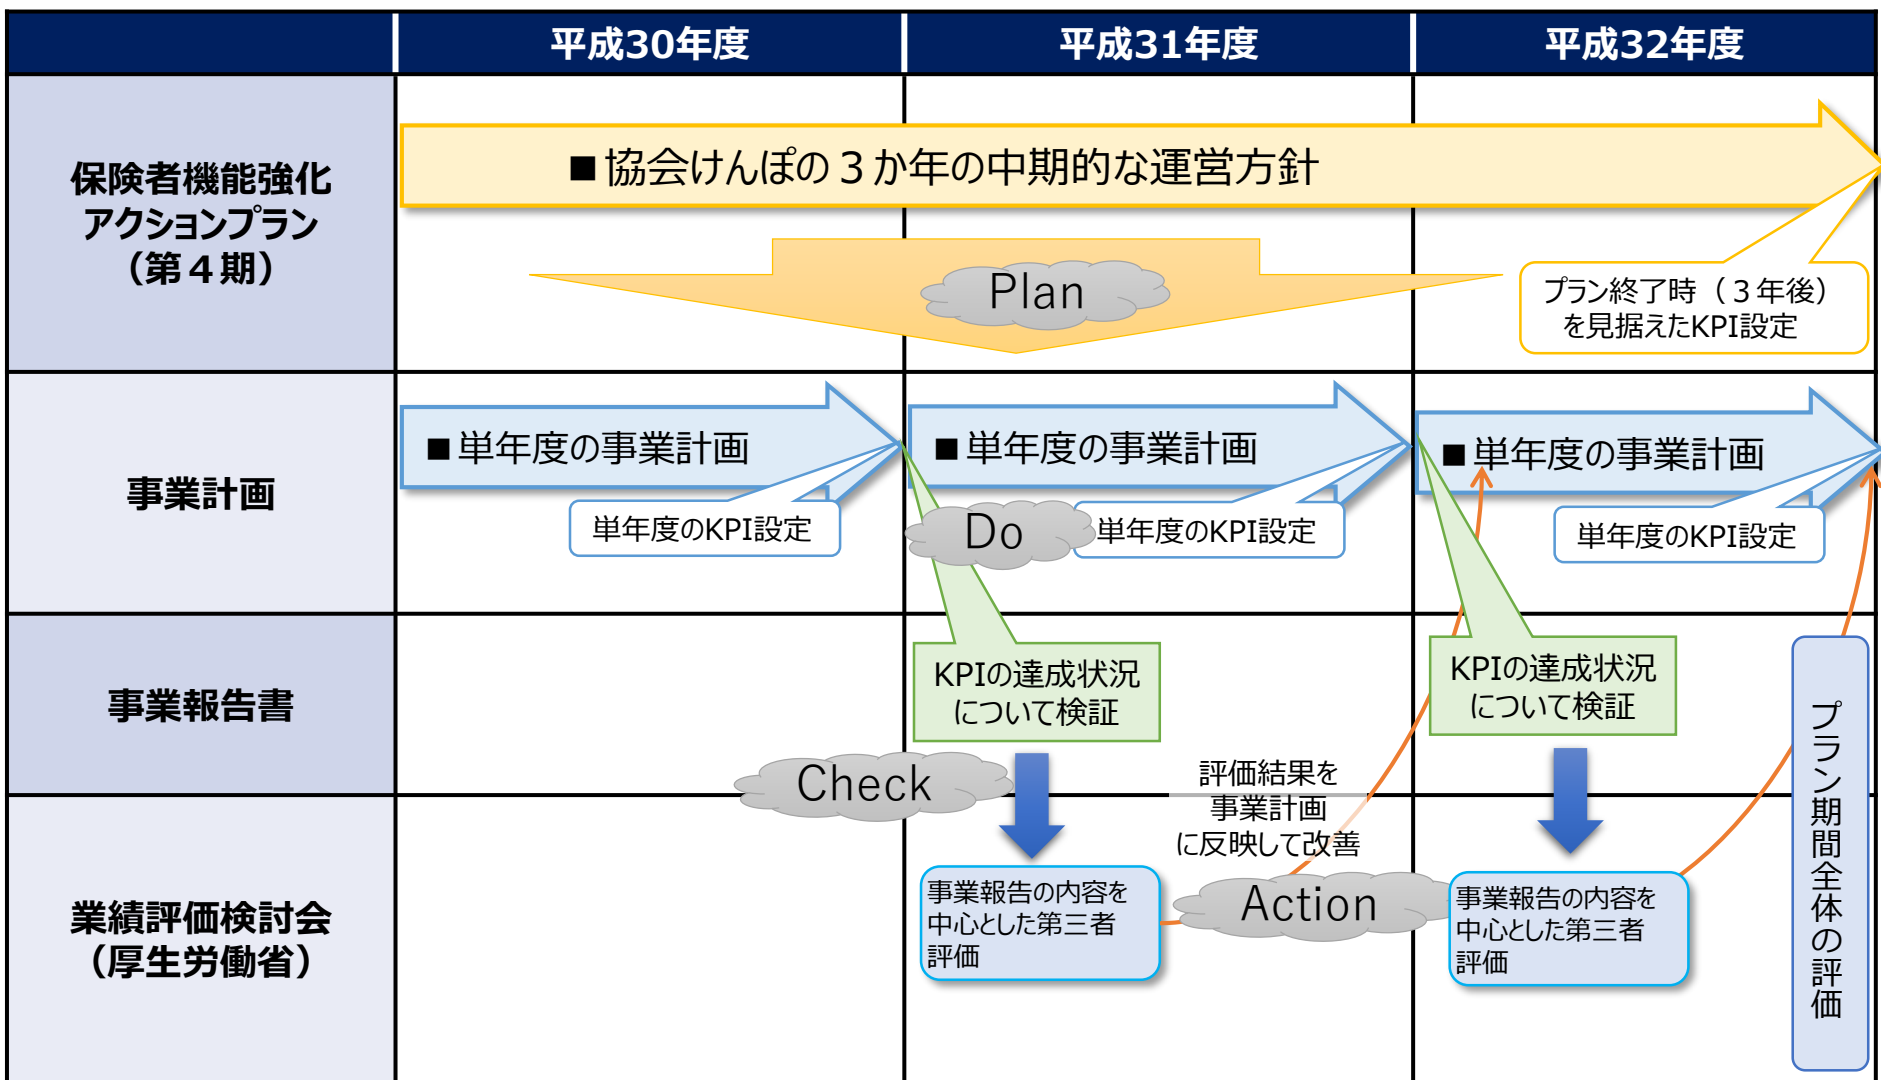 平成30年度
平成31年度
平成32年度
保険者機能強化
アクションプラン
（第４期）
■協会けんぽの３か年の中期的な運営方針
Plan
プラン終了時（３年後）
を見据えたKPI設定
事業計画
■単年度の事業計画
単年度のKPI設定
■単年度の事業計画
Do
単年度のKPI設定
■単年度の事業計画
単年度のKPI設定
事業報告書
KPIの達成状況
について検証
KPIの達成状況
について検証
Check
評価結果を
事業計画
に反映して改善
業績評価検討会
（厚生労働省）
事業報告の内容を
中心とした第三者
評価
Action
事業報告の内容を
中心とした第三者
評価
プラン期間全体の評価